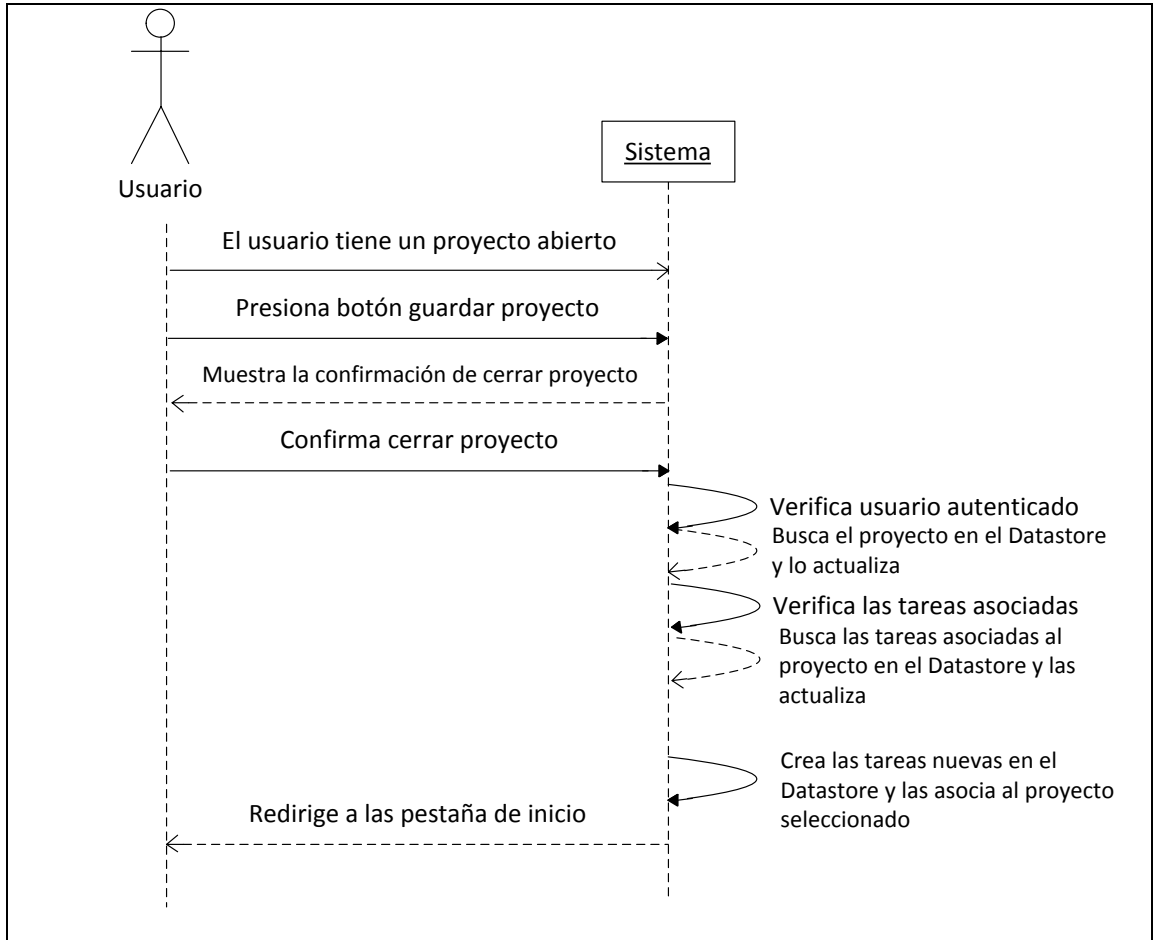 Usuario
Sistema
El usuario tiene un proyecto abierto
Presiona botón guardar proyecto
Muestra la confirmación de cerrar proyecto
Confirma cerrar proyecto
Verifica usuario autenticado
Busca el proyecto en el Datastore
y lo actualiza
Verifica las tareas asociadas
Busca las tareas asociadas al
proyecto en el Datastore y las
actualiza
Crea las tareas nuevas en el
Datastore y las asocia al proyecto
seleccionado
Redirige a las pestaña de inicio